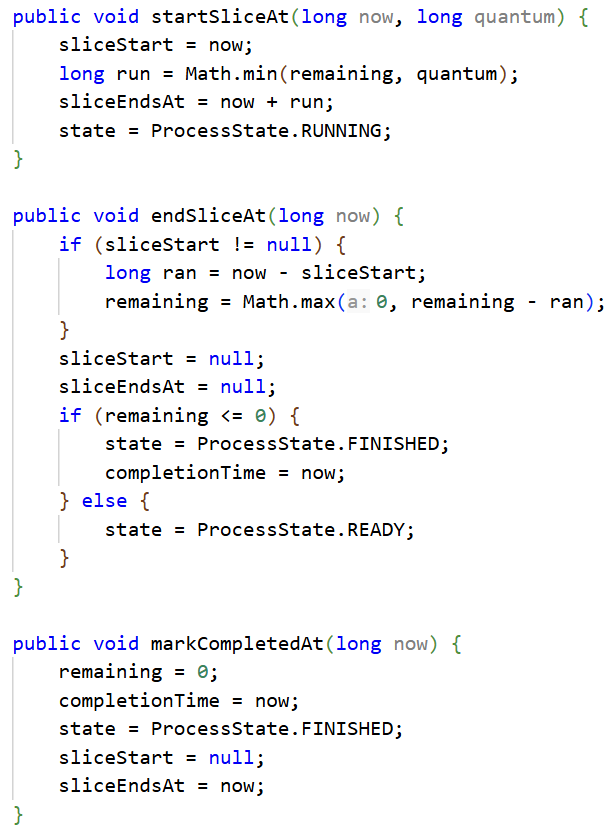 public void startSliceAt(long now, long quantum) {
    sliceStart = now;
    long run = Math.min(remaining, quantum);
    sliceEndsAt = now + run;
    state = ProcessState.RUNNING;
}

public void endSliceAt(long now) {
    if (sliceStart != null) {
        long ran = now - sliceStart;
        remaining = Math.max(a: 0, remaining - ran);
    }
    sliceStart = null;
    sliceEndsAt = null;
    if (remaining <= 0) {
        state = ProcessState.FINISHED;
        completionTime = now;
    } else {
        state = ProcessState.READY;
    }
}

public void markCompletedAt(long now) {
    remaining = 0;
    completionTime = now;
    state = ProcessState.FINISHED;
    sliceStart = null;
    sliceEndsAt = now;
}